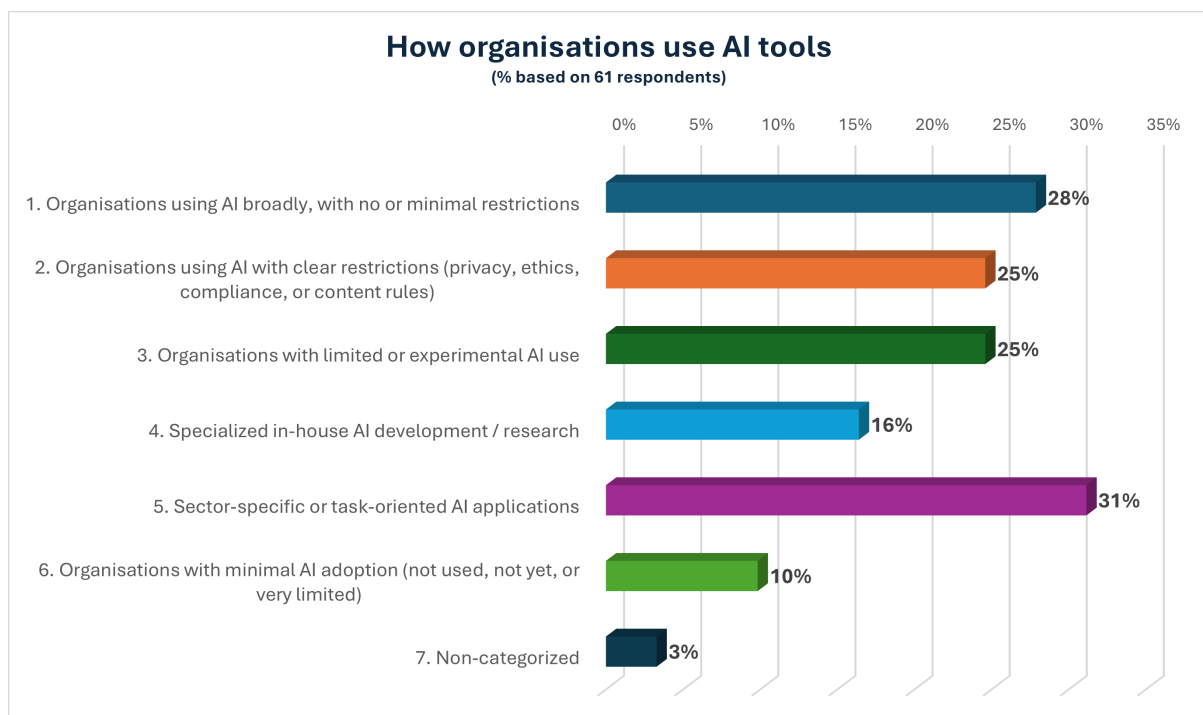 How organisations use AI tools
(% based on 61 respondents)
0% 5% 10% 15% 20% 25% 30% 35%
1. Organisations using AI broadly, with no or minimal restrictions
28%
2. Organisations using AI with clear restrictions (privacy, ethics,
compliance, or content rules)
25%
3. Organisations with limited or experimental AI use
25%
4. Specialized in-house AI development / research
16%
5. Sector-specific or task-oriented AI applications
31%
6. Organisations with minimal AI adoption (not used, not yet, or
very limited)
10%
7. Non-categorized
3%